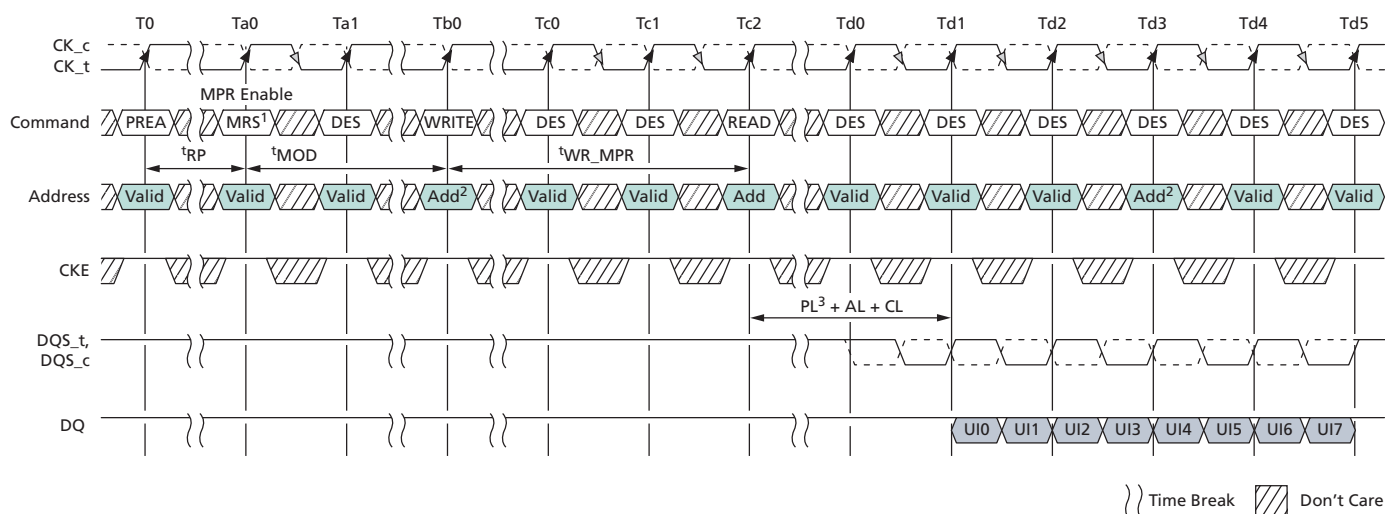 T0 Ta0 Ta1 Tb0 Tc0 Tc1 Tc2 Td0 Td1 Td2 Td3 Td4 Td5
CK_c
CK_t
MPR Enable
Command PREA MRS¹ DES WRITE DES DES READ DES DES DES DES DES DES
tRP tMOD tWR_MPR
Address Valid Valid Valid Add² Valid Valid Add Valid Valid Valid Add² Valid Valid
CKE
PL³ + AL + CL
DQS_t,
DQS_c
DQ UI0 UI1 UI2 UI3 UI4 UI5 UI6 UI7
Time Break Don't Care